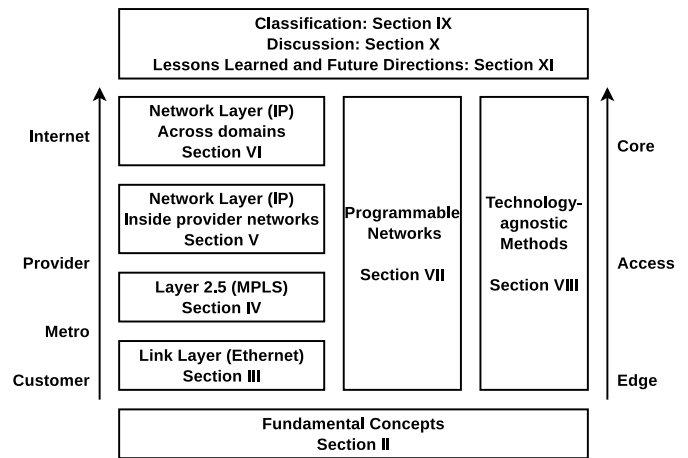 Classification: Section IX
Discussion: Section X
Lessons Learned and Future Directions: Section XI
Internet
Provider
Metro
Customer
Network Layer (IP)
Across domains
Section VI
Network Layer (IP)
Inside provider networks
Section V
Layer 2.5 (MPLS)
Section IV
Link Layer (Ethernet)
Section III
Programmable
Networks
Section VII
Technology-
agnostic
Methods
Section VIII
Core
Access
Edge
Fundamental Concepts
Section II